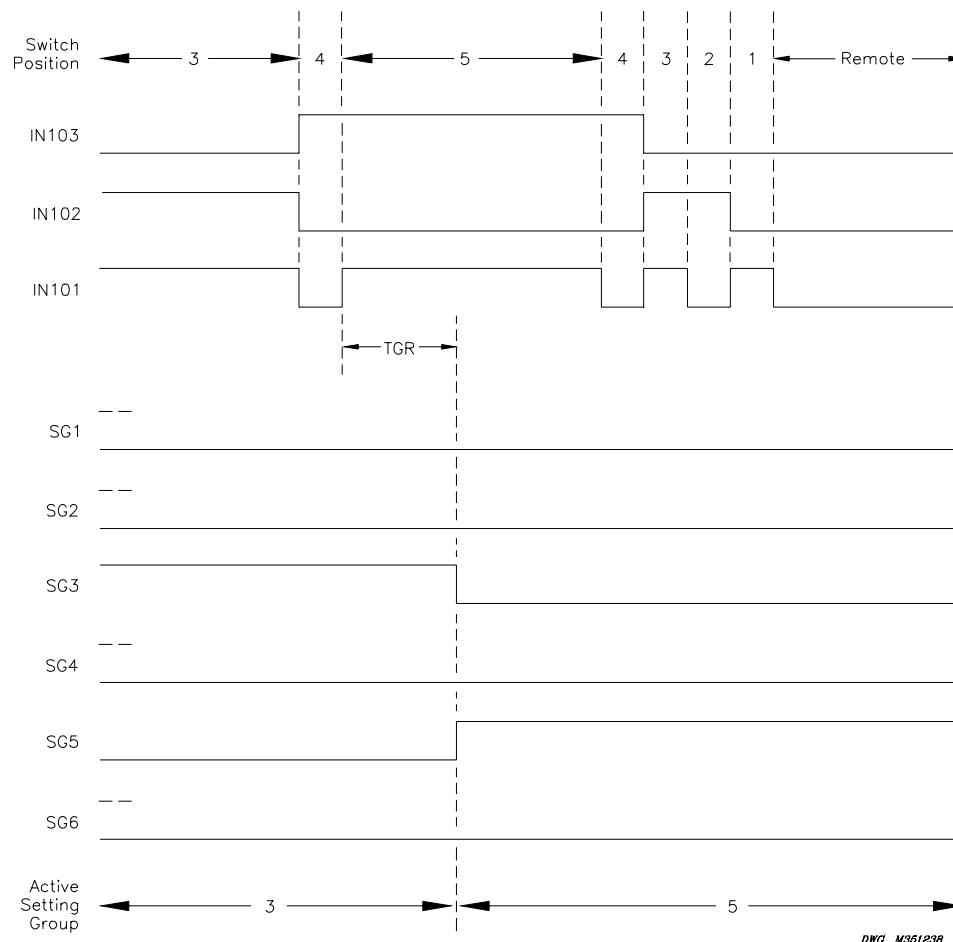 Switch
Position
3
4
5
4
3
2
1
Remote
IN103
IN102
IN101
TGR
SG1
SG2
SG3
SG4
SG5
SG6
Active
Setting
Group
3
5
DWG M351238